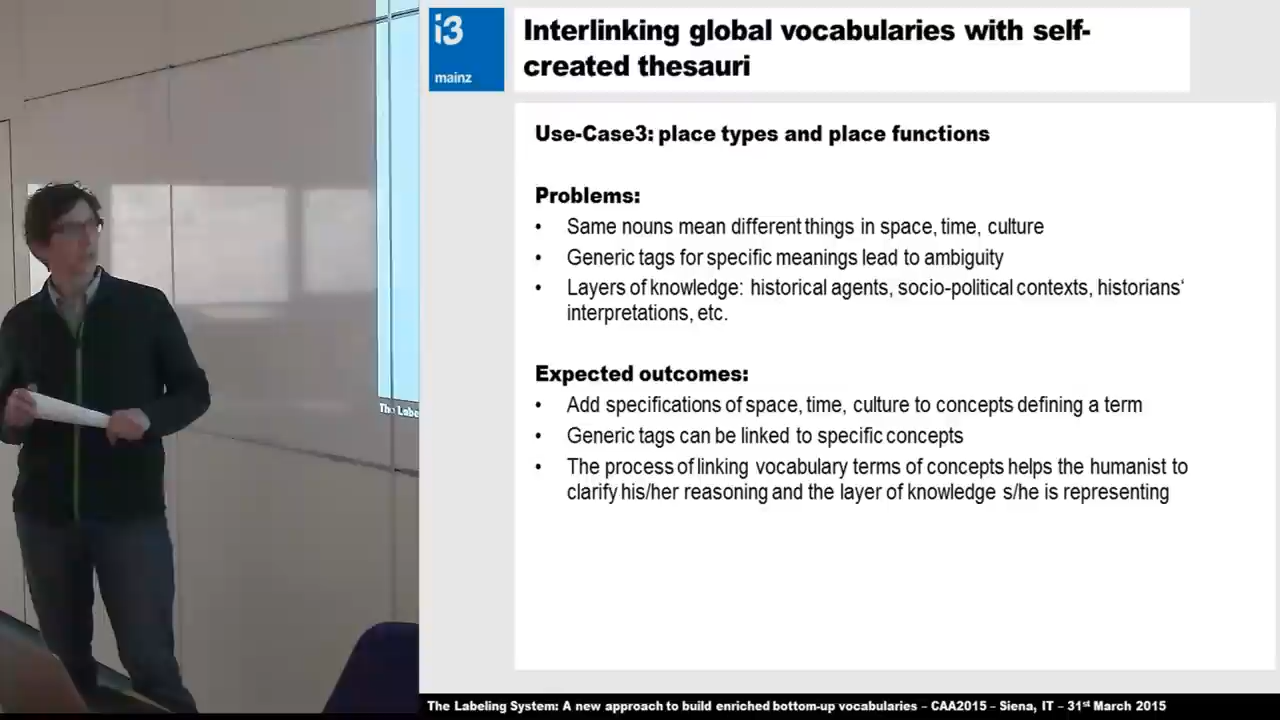 i3
mainz
Interlinking global vocabularies with self-
created thesauri
Use-Case3: place types and place functions
Problems:
• Same nouns mean different things in space, time, culture
• Generic tags for specific meanings lead to ambiguity
• Layers of knowledge: historical agents, socio-political contexts, historians‘
interpretations, etc.
Expected outcomes:
• Add specifications of space, time, culture to concepts defining a term
• Generic tags can be linked to specific concepts
• The process of linking vocabulary terms of concepts helps the humanist to
clarify his/her reasoning and the layer of knowledge s/he is representing
The Labe
The Labeling System: A new approach to build enriched bottom-up vocabularies – CAA2015 – Siena, IT – 31st March 2015